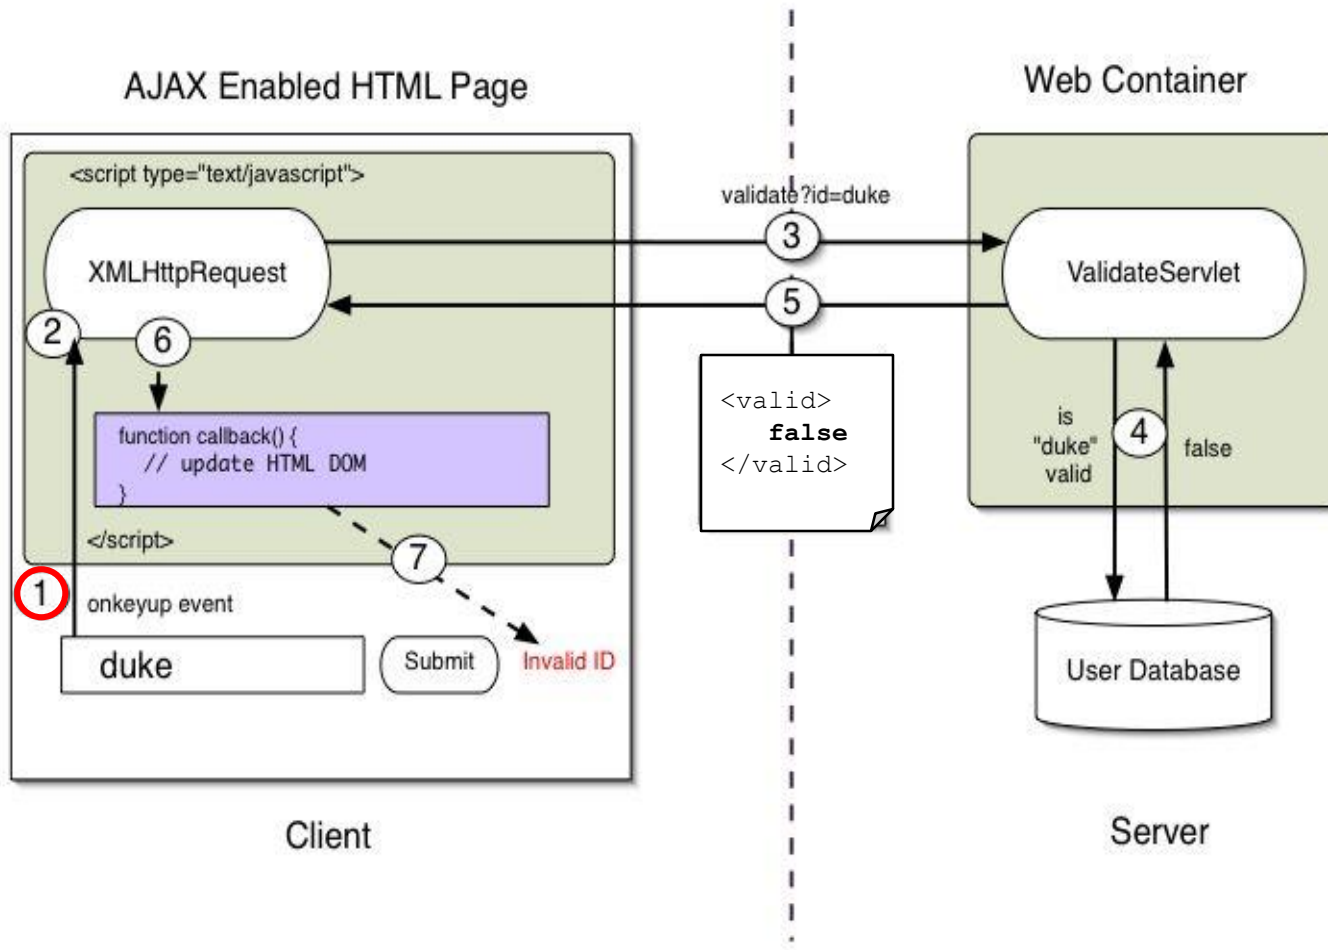 AJAX Enabled HTML Page
Web Container
<script type="text/javascript">
XMLHttpRequest
2
6
function callback() {
// update HTML DOM
}
</script>
7
1
onkeyup event
duke
Submit
Invalid ID
Client
validate?id=duke
3
5
<valid>
false
</valid>
ValidateServlet
is
"duke"
valid
4
false
User Database
Server